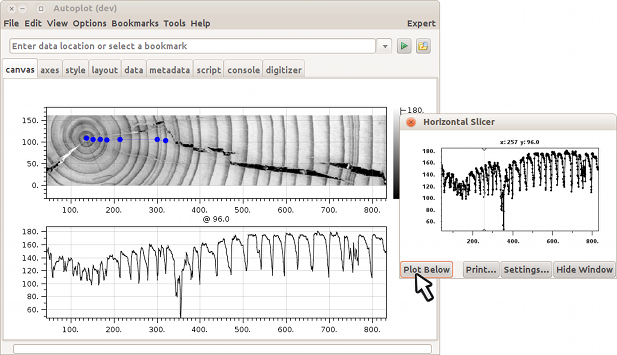 Autoplot (dev)
File Edit View Options Bookmarks Tools Help Expert
Enter data location or select a bookmark
canvas axes style layout data metadata script console digitizer
180.
150.
100.
50.
0.
100. 200. 300. 400. 500. 600. 700. 800.
@ 96.0
180.
160.
140.
120.
100.
80.
60.
100. 200. 300. 400. 500. 600. 700. 800.
Horizontal Slicer
x:257 y:96.0
180.
160.
140.
120.
100.
80.
60.
200. 400. 600. 800.
Plot Below Print... Settings... Hide Window